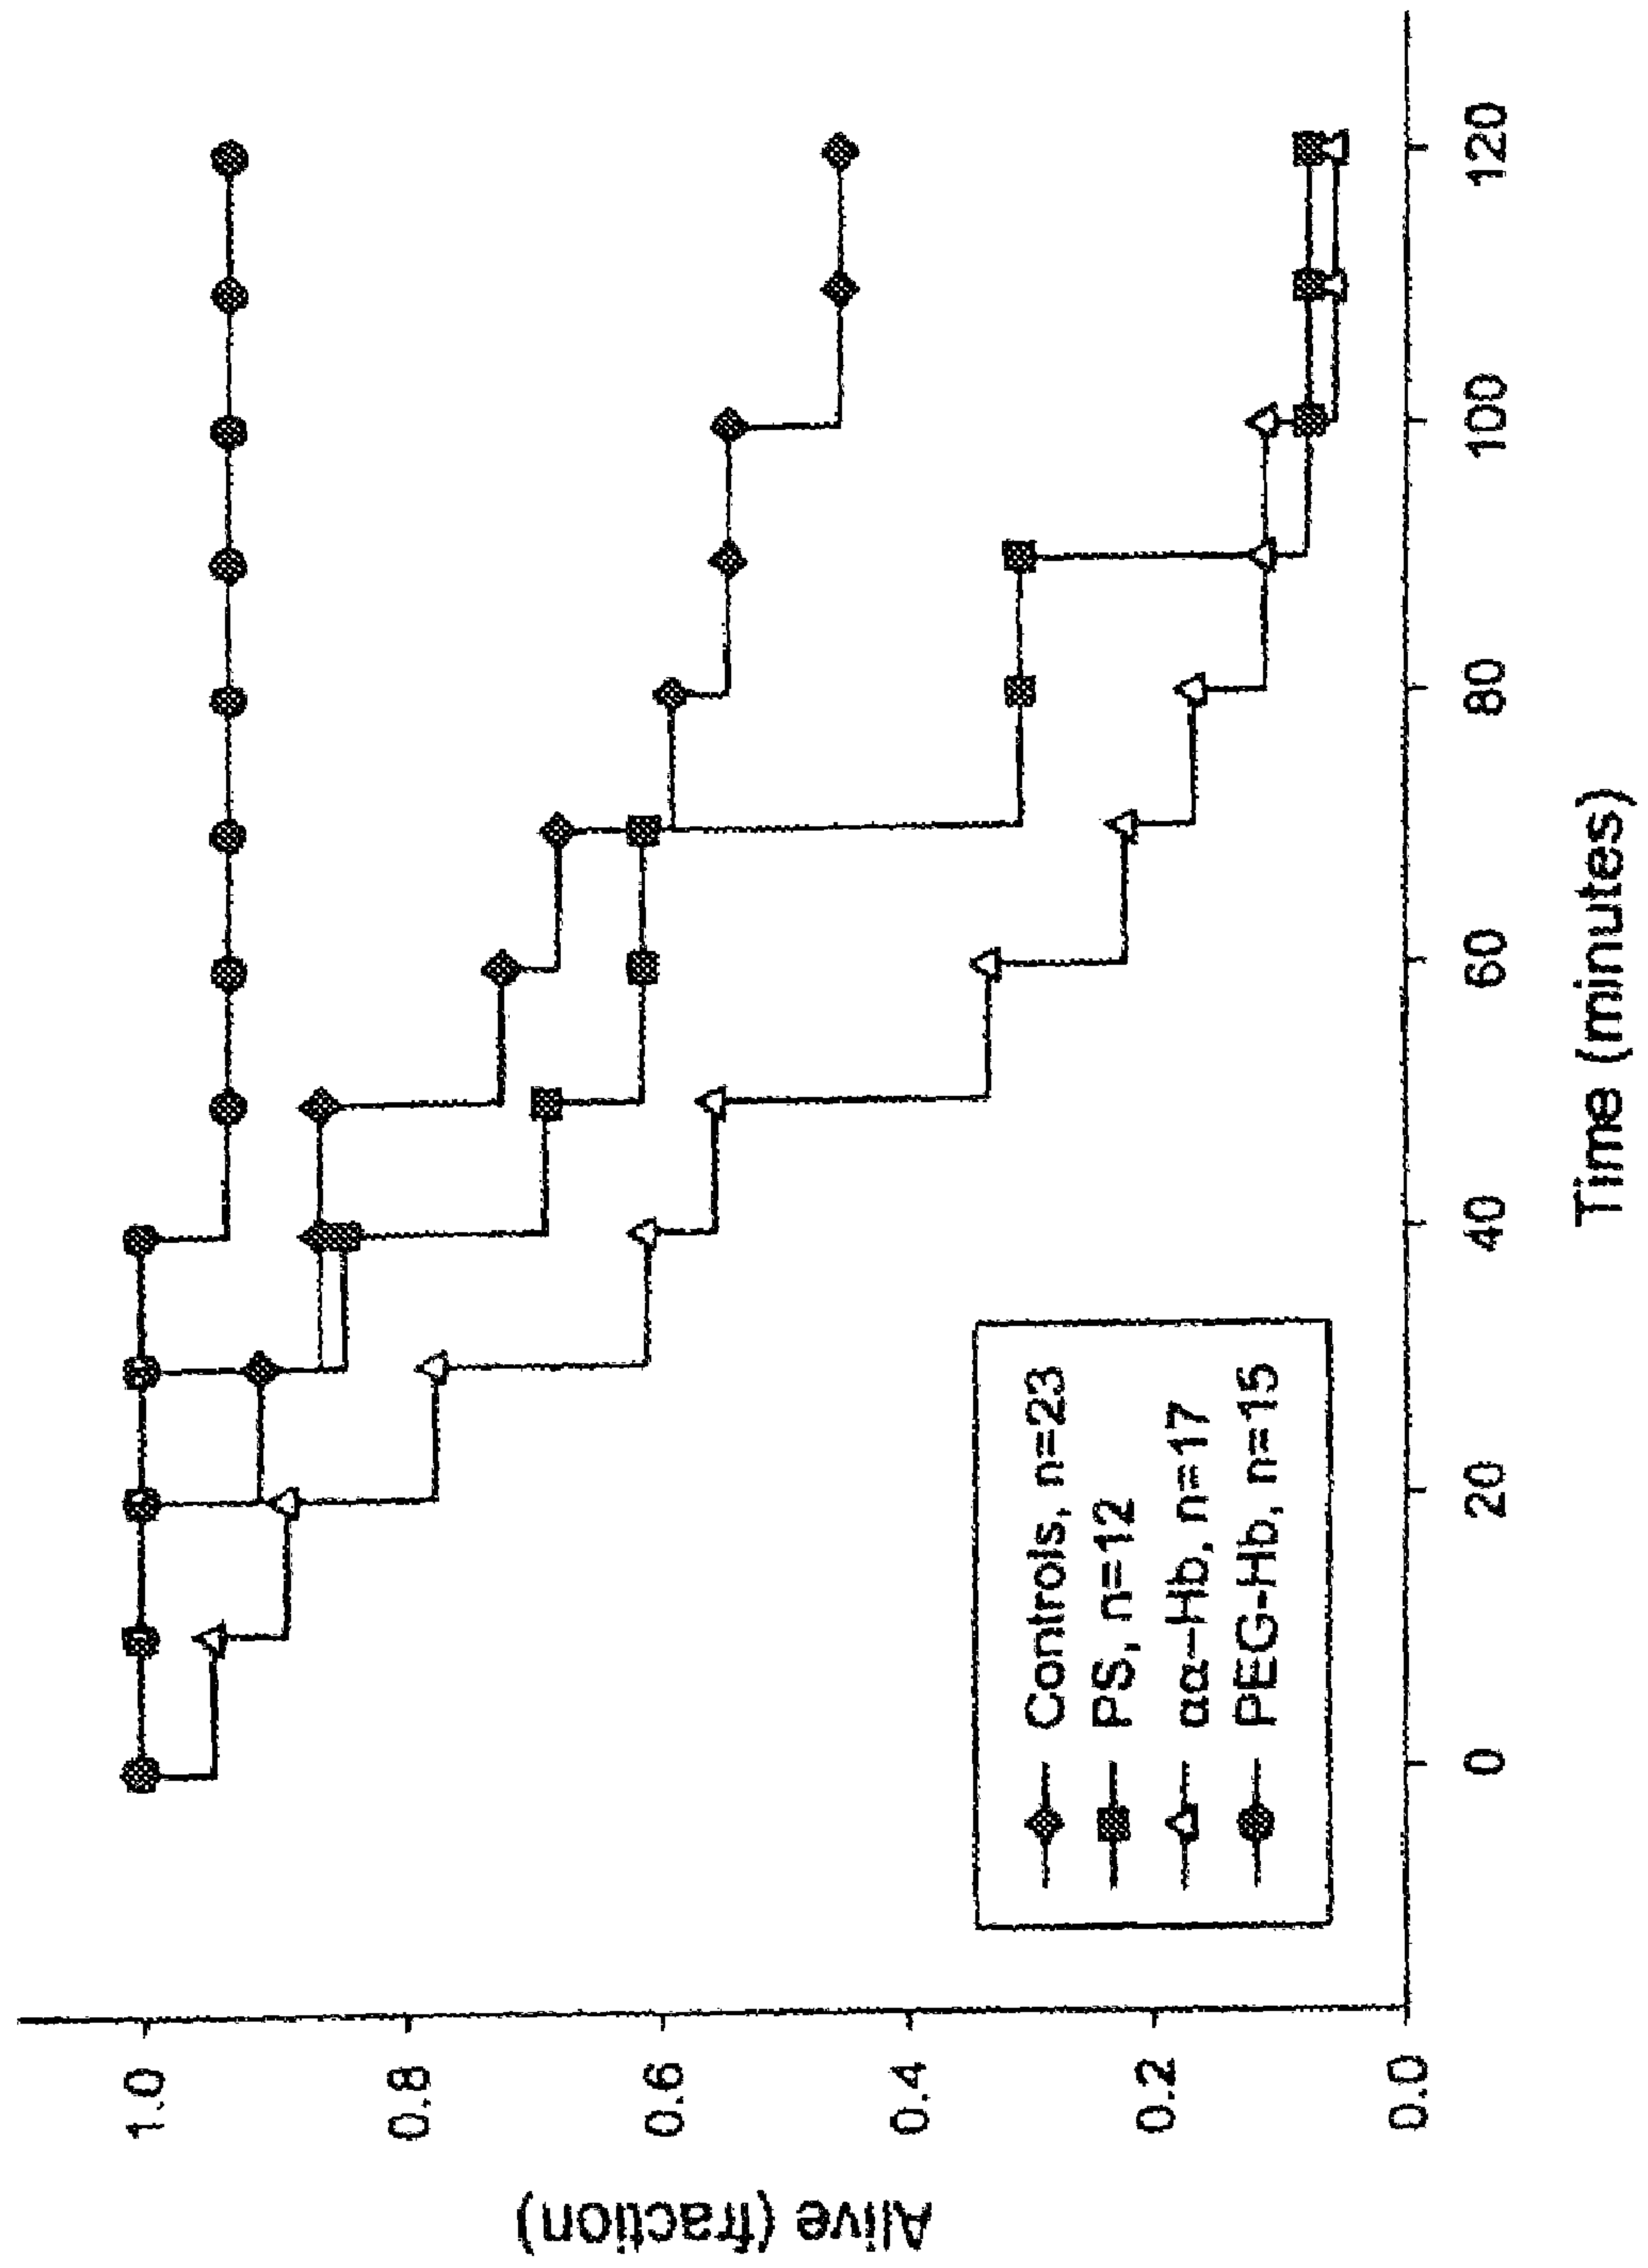 Alive (fraction)
1.0
0.8
0.6
0.4
0.2
0.0
Controls, n=23
PS, n=12
αα-Hb, n=17
PEG-Hb, n=15
0 20 40 60 80 100 120
Time (minutes)